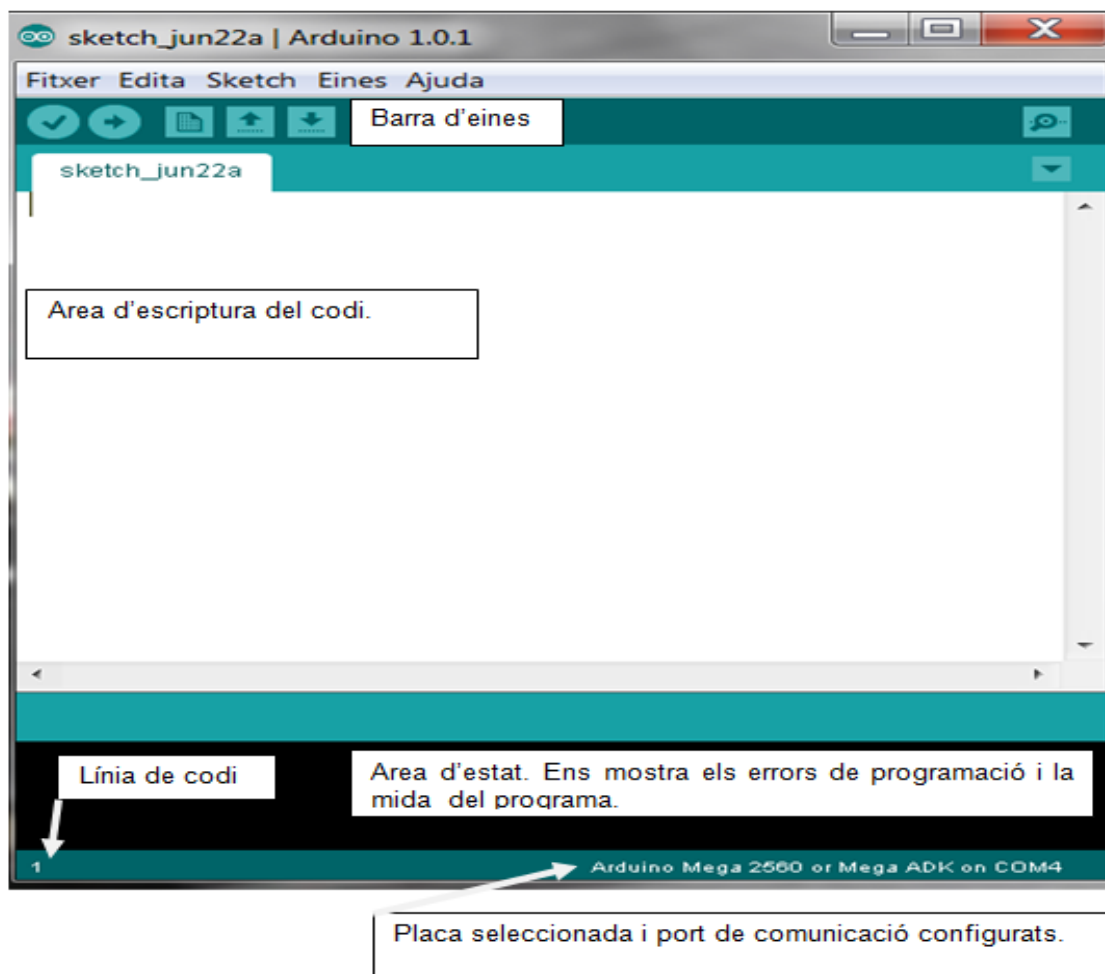 sketch_jun22a | Arduino 1.0.1
Fitxer Edita Sketch Eines Ajuda
Barra d'eines
sketch_jun22a
Area d'escriptura del codi.
Línia de codi
Area d'estat. Ens mostra els errors de programació i la
mida del programa.
1
Arduino Mega 2560 or Mega ADK on COM4
Placa seleccionada i port de comunicació configurats.